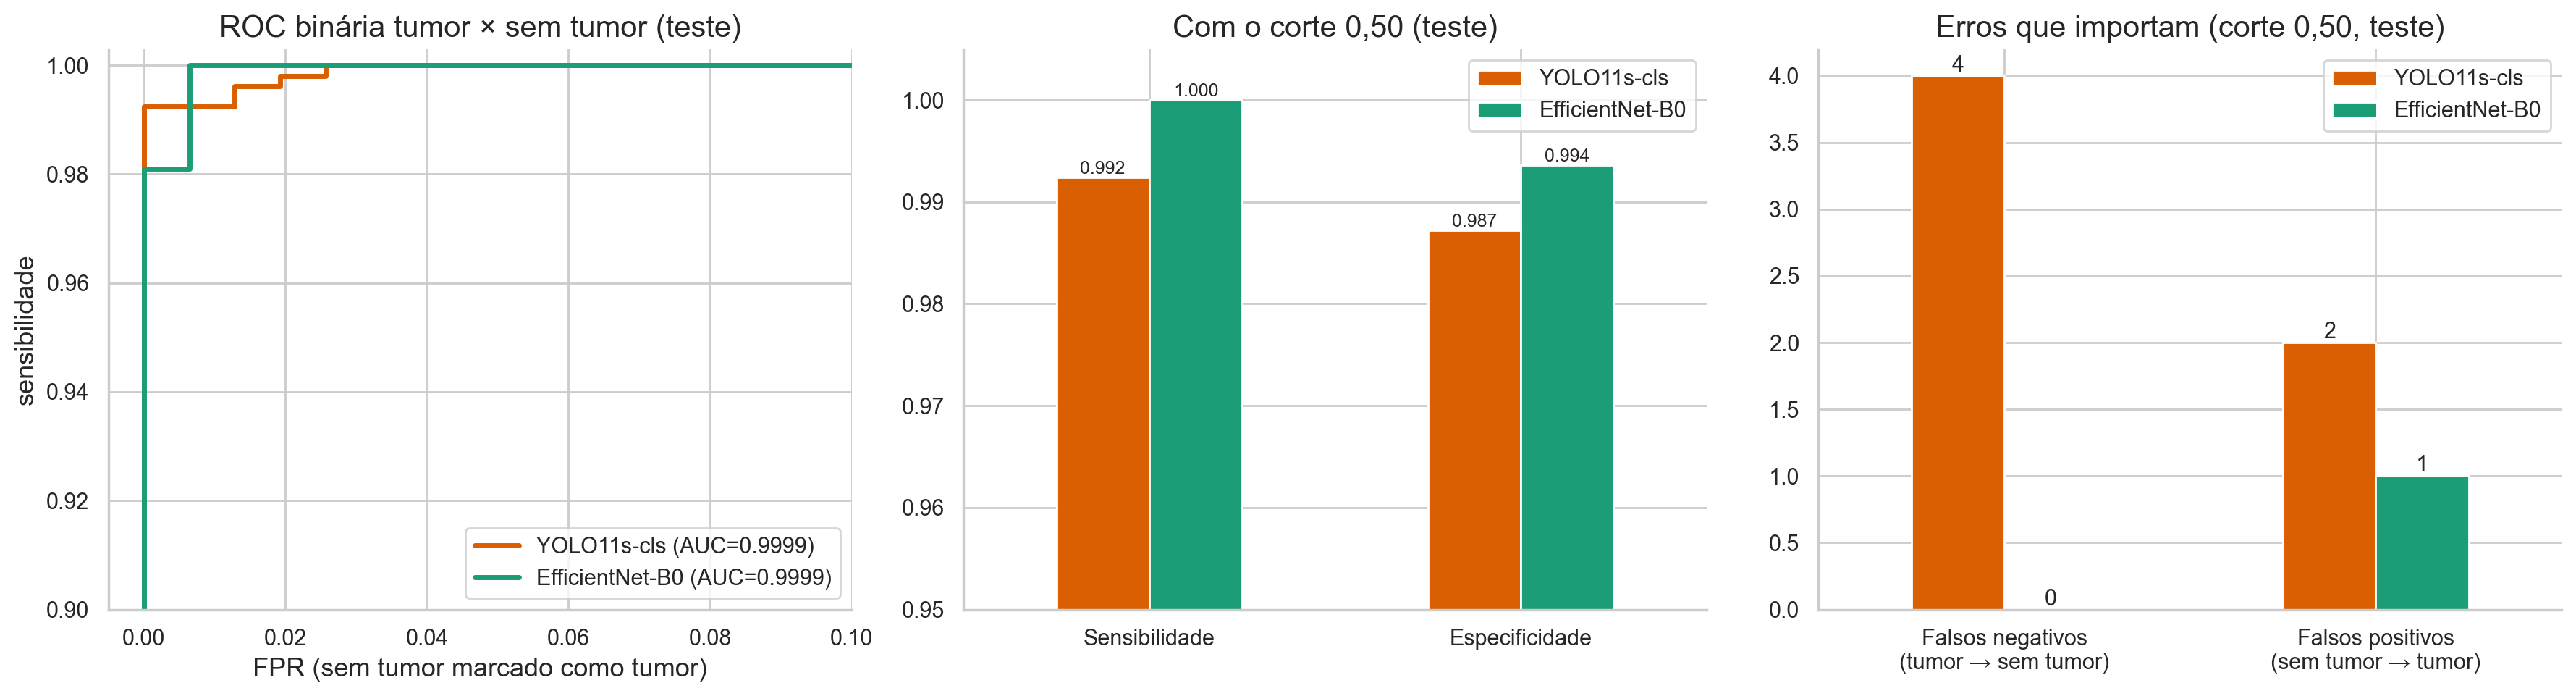 ROC binária tumor × sem tumor (teste)
1.00
0.98
0.96
0.94
0.92
0.90
sensibilidade
YOLO11s-cls (AUC=0.9999)
EfficientNet-B0 (AUC=0.9999)
0.00 0.02 0.04 0.06 0.08 0.10
FPR (sem tumor marcado como tumor)
Com o corte 0,50 (teste)
YOLO11s-cls
EfficientNet-B0
1.00
0.99
0.98
0.97
0.96
0.95
0.992
1.000
0.987
0.994
Sensibilidade Especificidade
Erros que importam (corte 0,50, teste)
YOLO11s-cls
EfficientNet-B0
4.0
3.5
3.0
2.5
2.0
1.5
1.0
0.5
0.0
4
0
2
1
Falsos negativos
(tumor → sem tumor)
Falsos positivos
(sem tumor → tumor)